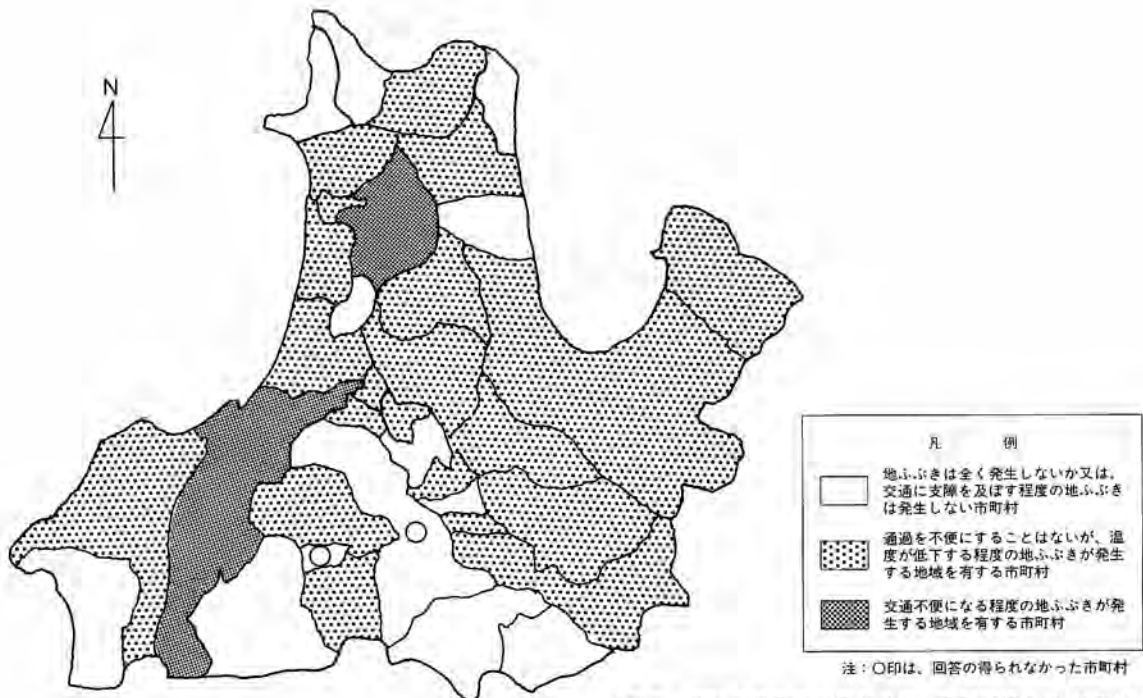 N
凡 例
地ふぶきは全く発生しないか又は、
交通に支障を及ぼす程度の地ふぶき
は発生しない市町村
通過を不便にすることはないが、温
度が低下する程度の地ふぶきが発生
する地域を有する市町村
交通不便になる程度の地ふぶきが発
生する地域を有する市町村
注：○印は、回答の得られなかった市町村